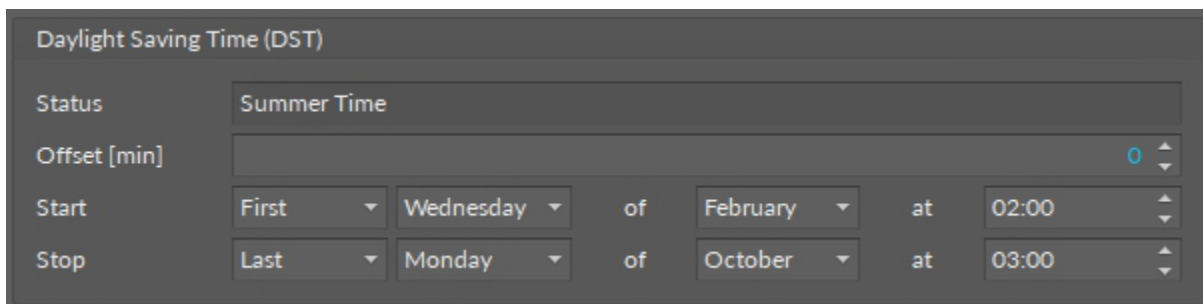 Daylight Saving Time (DST)
Status Summer Time
Offset [min] 0
Start First Wednesday of February at 02:00
Stop Last Monday of October at 03:00